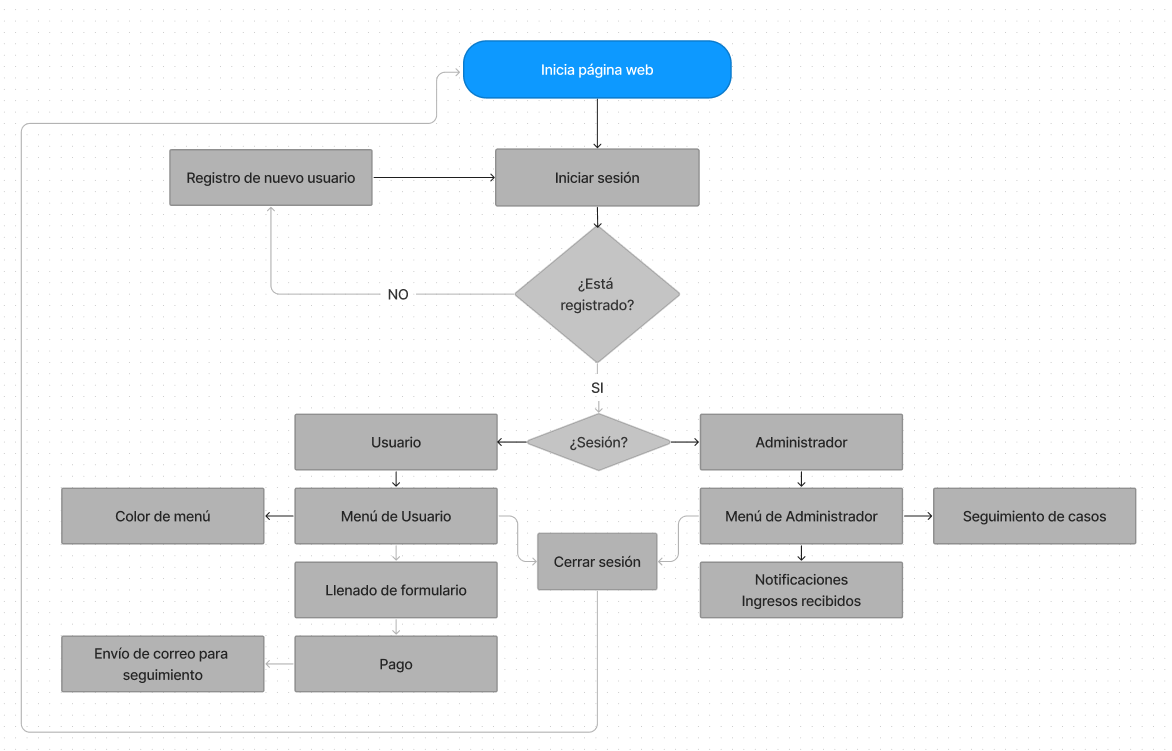 Inicia página web
Registro de nuevo usuario
Iniciar sesión
¿Está
registrado?
NO
SI
Usuario
¿Sesión?
Administrador
Color de menú
Menú de Usuario
Menú de Administrador
Seguimiento de casos
Cerrar sesión
Llenado de formulario
Notificaciones
Ingresos recibidos
Envío de correo para
seguimiento
Pago